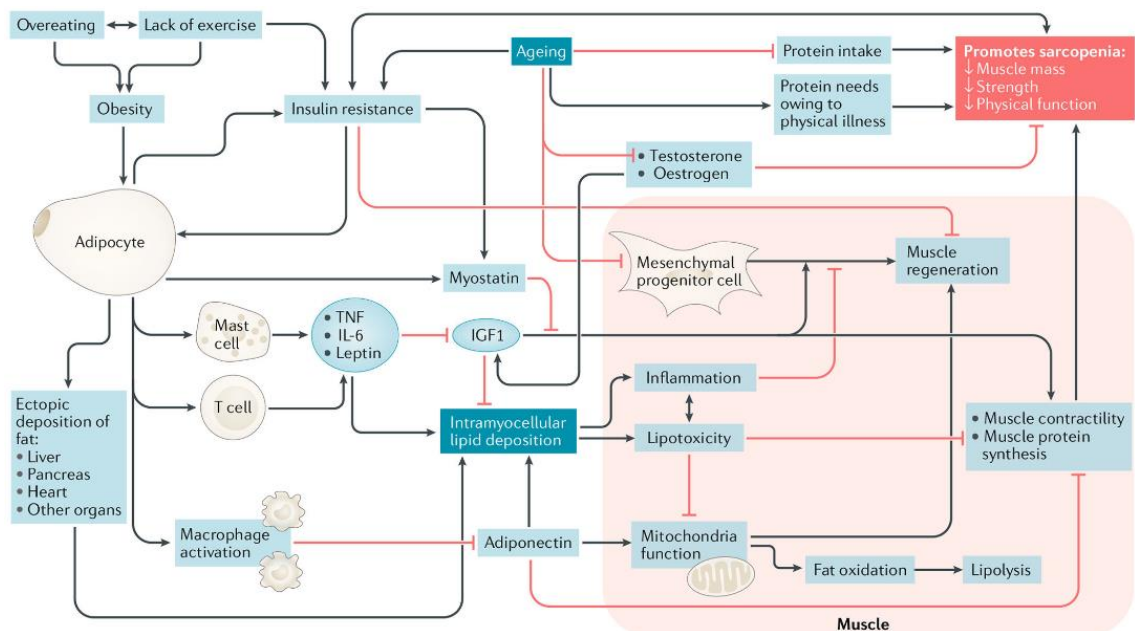 Overeating
Lack of exercise
Ageing
Protein intake
Promotes sarcopenia:
↓ Muscle mass
↓ Strength
↓ Physical function
Obesity
Insulin resistance
Protein needs
owing to
physical illness
• Testosterone
• Oestrogen
Adipocyte
Mesenchymal
progenitor cell
Muscle
regeneration
Myostatin
Mast
cell
• TNF
• IL-6
• Leptin
IGF1
T cell
Inflammation
Ectopic
deposition of
fat:
• Liver
• Pancreas
• Heart
• Other organs
Intramyocellular
lipid deposition
Lipotoxicity
• Muscle contractility
• Muscle protein
synthesis
Macrophage
activation
Adiponectin
Mitochondria
function
Fat oxidation
Lipolysis
Muscle